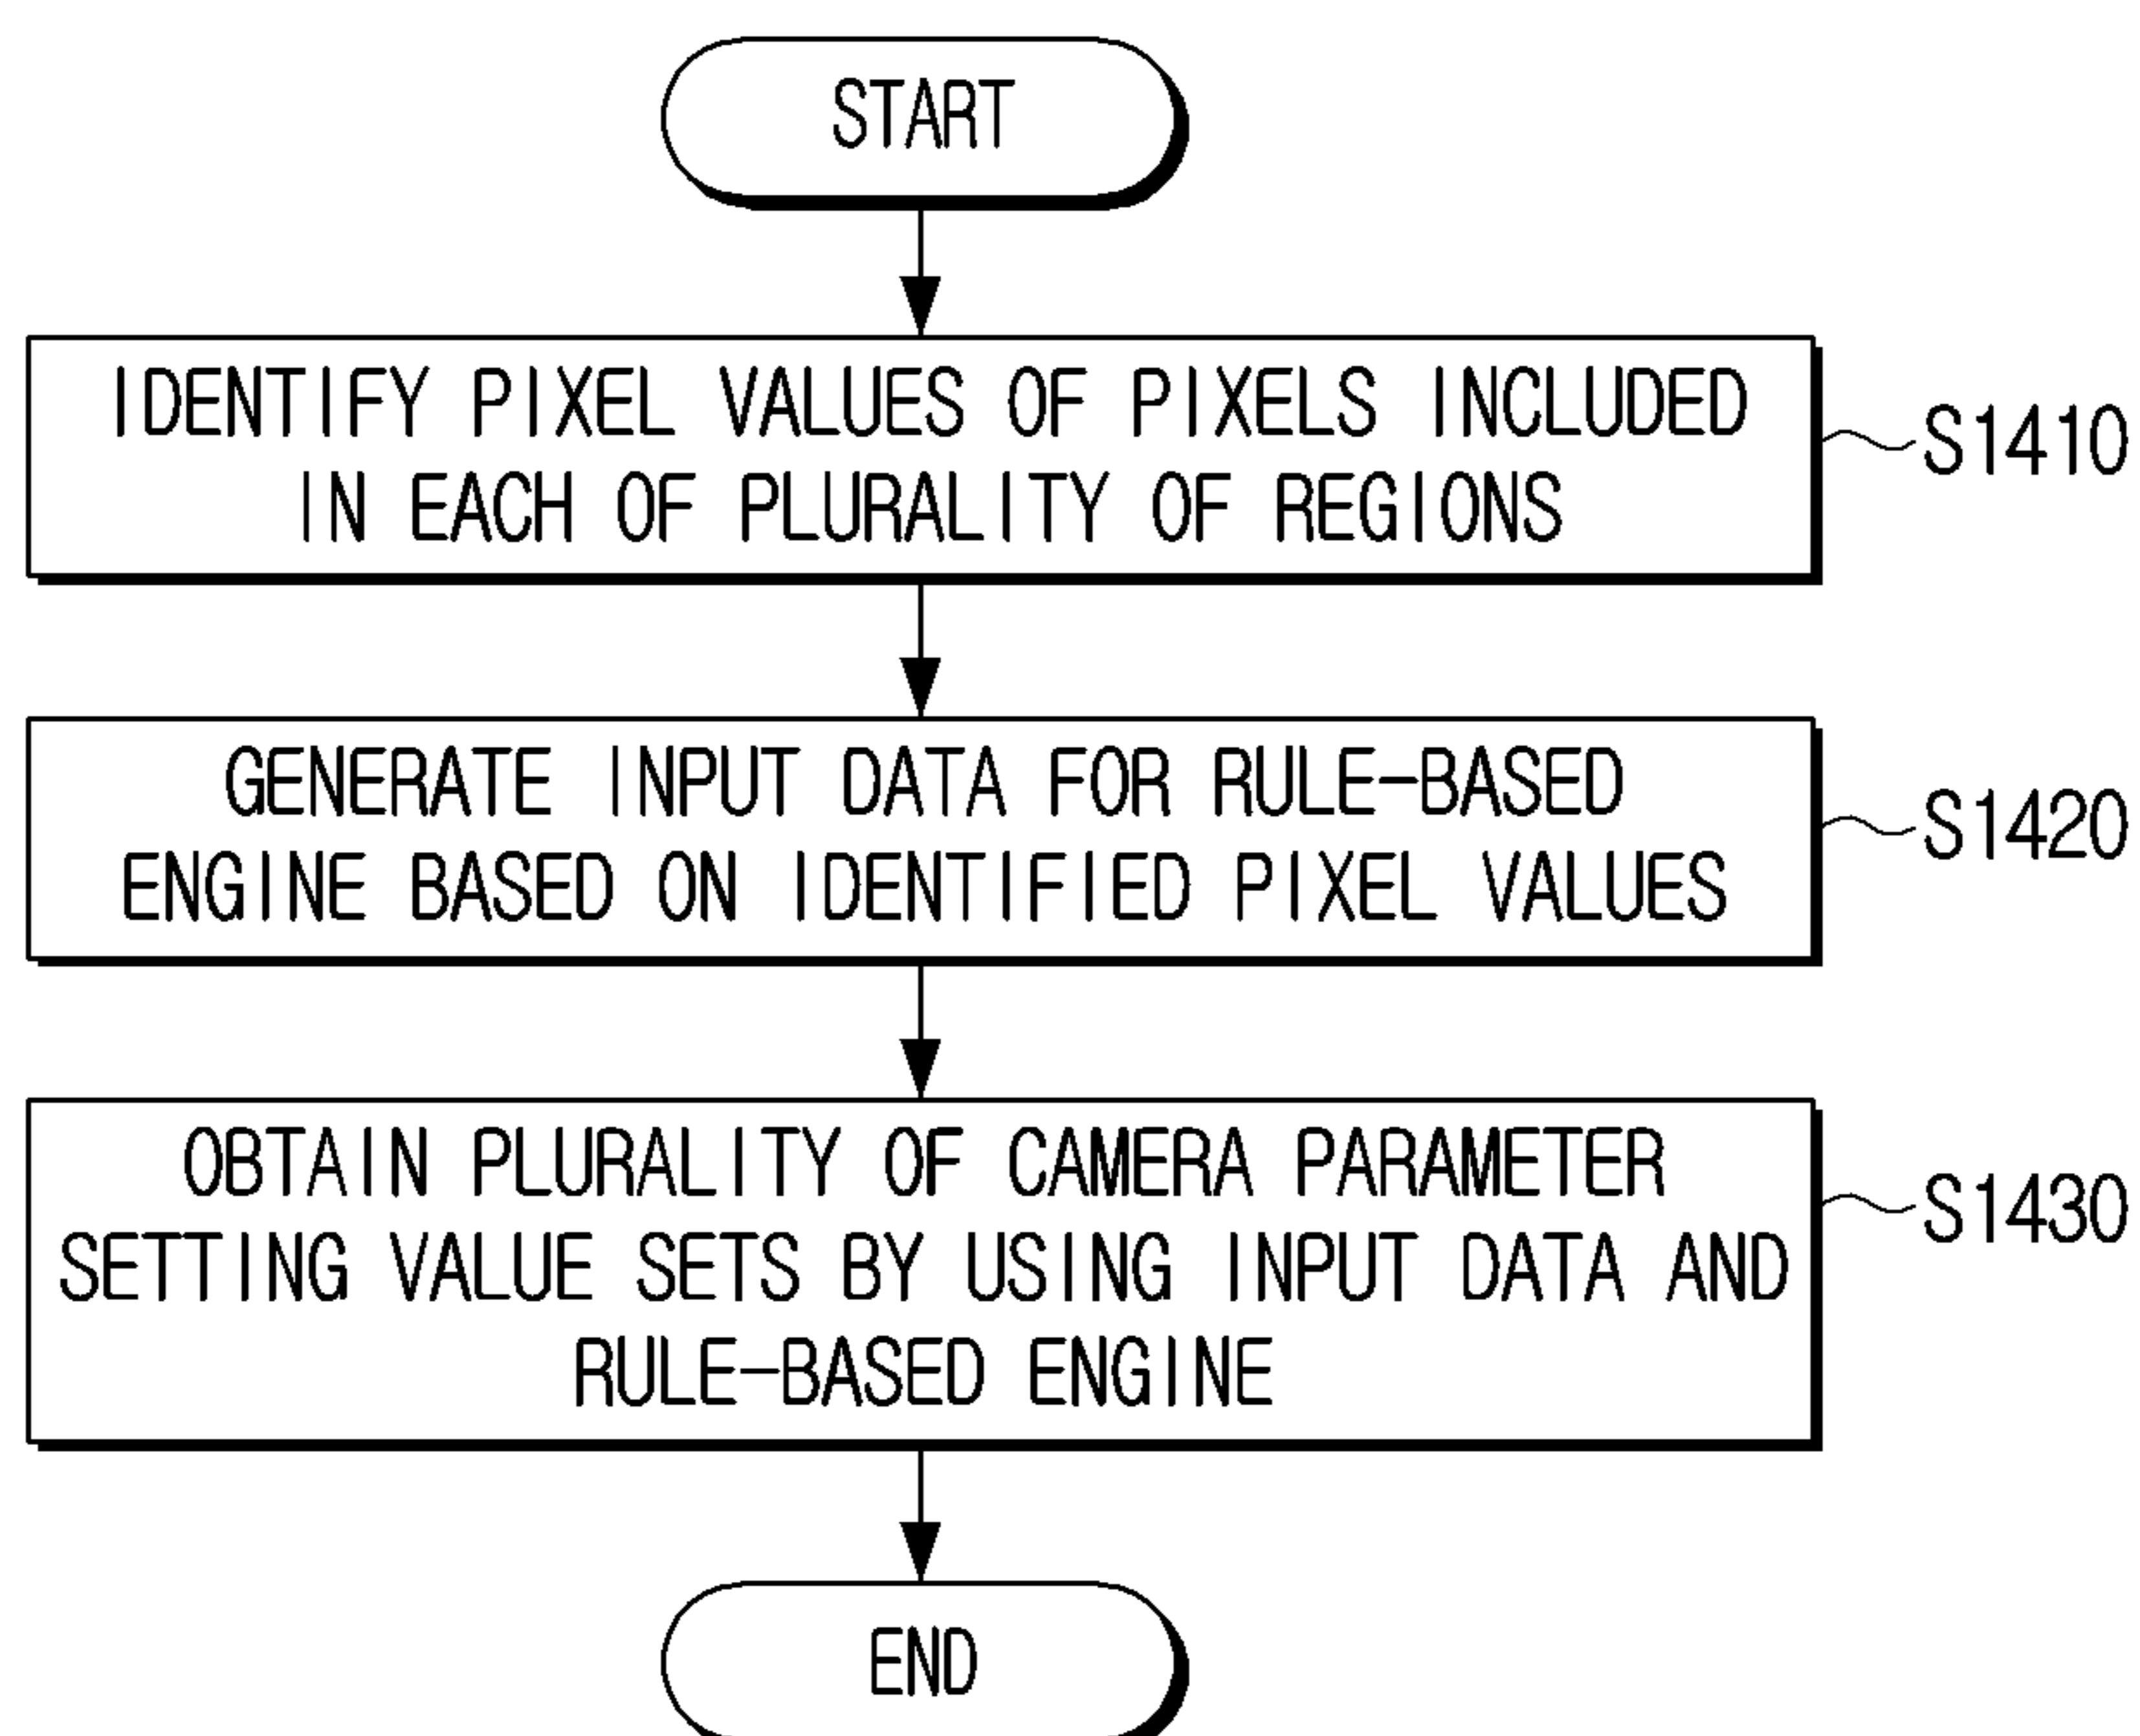 START
IDENTIFY PIXEL VALUES OF PIXELS INCLUDED
IN EACH OF PLURALITY OF REGIONS
S1410
GENERATE INPUT DATA FOR RULE-BASED
ENGINE BASED ON IDENTIFIED PIXEL VALUES
S1420
OBTAIN PLURALITY OF CAMERA PARAMETER
SETTING VALUE SETS BY USING INPUT DATA AND
RULE-BASED ENGINE
S1430
END